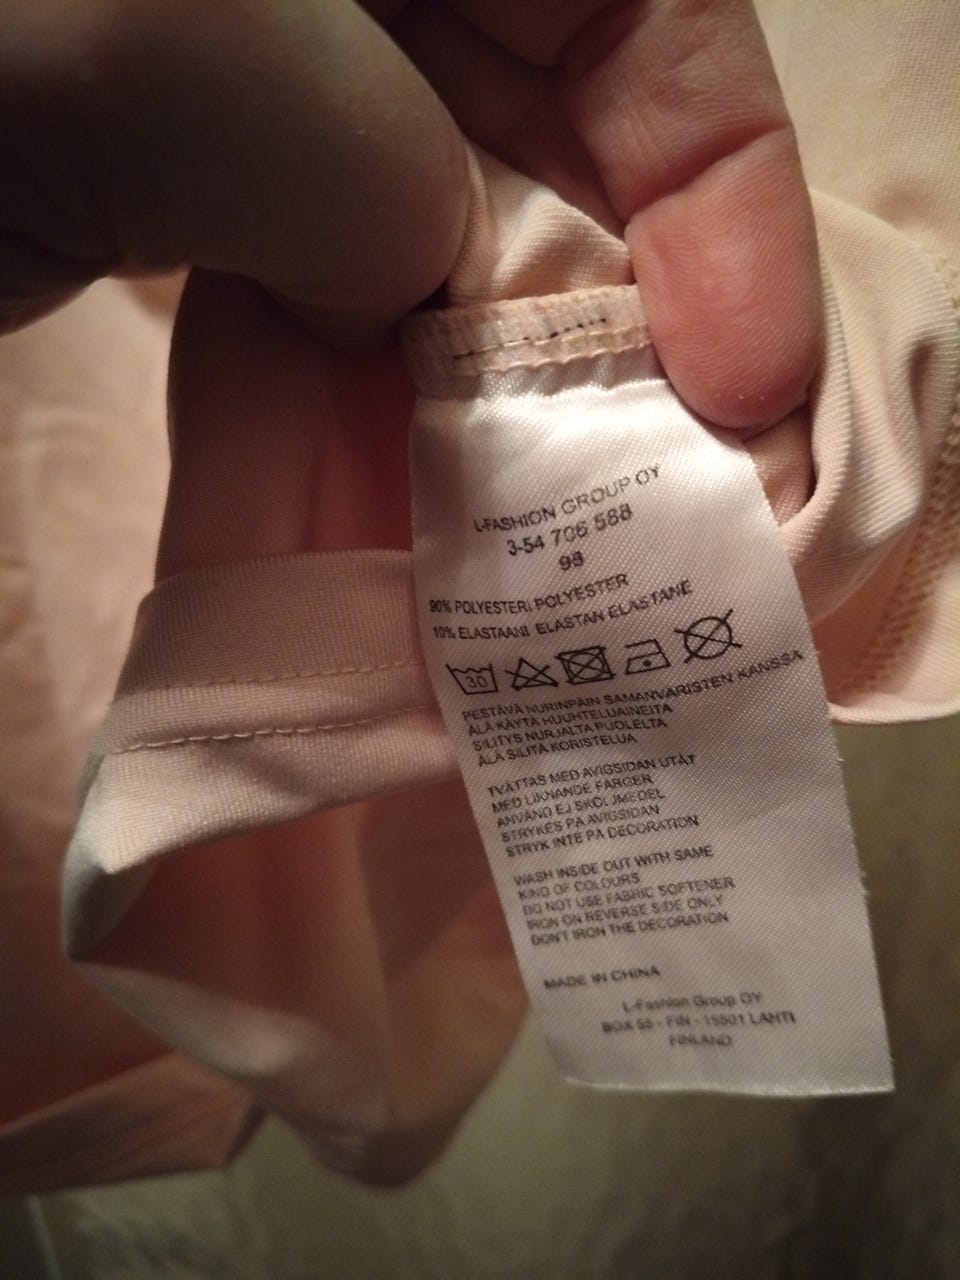 L-FASHION GROUP OY
3-54 706 588
98
90% POLYESTERI POLYESTER
10% ELASTAANI ELASTAN ELASTANE
30
PESTÄVÄ NURINPÄIN SAMANVÄRISTEN KANSSA
ÄLÄ KÄYTÄ HUUHTELUAINEITA
SILITYS NURJALTA PUOLELTA
ÄLÄ SILITÄ KORISTELUA
TVÄTTAS MED AVIGSIDAN UTÅT
MED LIKNANDE FÄRGER
ANVÄND EJ SKÖLJMEDEL
STRYKES PÅ AVIGSIDAN
STRYK INTE PÅ DECORATION
WASH INSIDE OUT WITH SAME
KIND OF COLOURS
DO NOT USE FABRIC SOFTENER
IRON ON REVERSE SIDE ONLY
DON'T IRON THE DECORATION
MADE IN CHINA
L-Fashion Group OY
BOX 55 - FIN - 15501 LAHTI
FINLAND